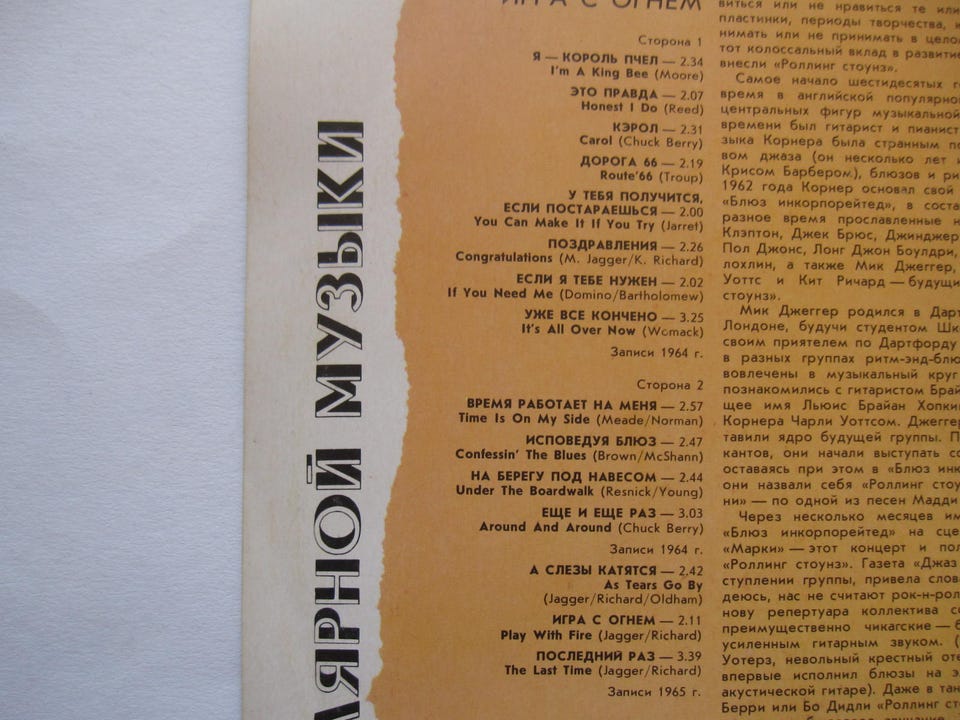 ЛЯРНОЙ МУЗЫКИ
ИГРА С ОГНЕМ
Сторона 1
Я — КОРОЛЬ ПЧЕЛ — 2.34
I'm A King Bee (Moore)
ЭТО ПРАВДА — 2.07
Honest I Do (Reed)
КЭРОЛ — 2.31
Carol (Chuck Berry)
ДОРОГА 66 — 2.19
Route'66 (Troup)
У ТЕБЯ ПОЛУЧИТСЯ,
ЕСЛИ ПОСТАРАЕШЬСЯ — 2.00
You Can Make It If You Try (Jarret)
ПОЗДРАВЛЕНИЯ — 2.26
Congratulations (M. Jagger/K. Richard)
ЕСЛИ Я ТЕБЕ НУЖЕН — 2.02
If You Need Me (Domino/Bartholomew)
УЖЕ ВСЕ КОНЧЕНО — 3.25
It's All Over Now (Womack)
Записи 1964 г.
Сторона 2
ВРЕМЯ РАБОТАЕТ НА МЕНЯ — 2.57
Time Is On My Side (Meade/Norman)
ИСПОВЕДУЯ БЛЮЗ — 2.47
Confessin' The Blues (Brown/McShann)
НА БЕРЕГУ ПОД НАВЕСОМ — 2.44
Under The Boardwalk (Resnick/Young)
ЕЩЕ И ЕЩЕ РАЗ — 3.03
Around And Around (Chuck Berry)
Записи 1964 г.
А СЛЕЗЫ КАТЯТСЯ — 2.42
As Tears Go By
(Jagger/Richard/Oldham)
ИГРА С ОГНЕМ — 2.11
Play With Fire (Jagger/Richard)
ПОСЛЕДНИЙ РАЗ — 3.39
The Last Time (Jagger/Richard)
Записи 1965 г.
виться или не нравиться те или
пластинки, периоды творчества,
нимать или не принимать в цело
тот колоссальный вклад в развитие
внесли «Роллинг стоунз».
Самое начало шестидесятых г
время в английской популярно
центральных фигур музыкальной
времени был гитарист и пианист
зыка Корнера была странным
вом джаза (он несколько лет и
Крисом Барбером), блюзов и ри
1962 года Корнер основал свой
«Блюз инкорпорейтед», в соста
разное время прославленные
Клэптон, Джек Брюс, Джинджер
Пол Джонс, Лонг Джон Боулдри,
лохлин, а также Мик Джеггер,
Уоттс и Кит Ричард — будущи
стоунз».
Мик Джеггер родился в Дарт
Лондоне, будучи студентом Шк
своим приятелем по Дартфорду
в разных группах ритм-энд-блю
вовлечены в музыкальный круг
познакомились с гитаристом Брай
щее имя Льюис Брайан Хопки
Корнера Чарли Уоттсом. Джеггер
тавили ядро будущей группы. П
кантов, они начали выступать со
оставаясь при этом в «Блюз инк
они назвали себя «Роллинг стоу
ни» — по одной из песен Мадди
Через несколько месяцев им
«Блюз инкорпорейтед» на сце
«Марки» — этот концерт и пол
«Роллинг стоунз». Газета «Джаз
ступлении группы, привела слов
деюсь, нас не считают рок-н-рол
нову репертуара коллектива со
преимущественно чикагские — б
усиленным гитарным звуком. (
Уотерз, невольный крестный оте
впервые исполнил блюзы на э
акустической гитаре). Даже в тан
Берри или Бо Дидли «Роллинг ст